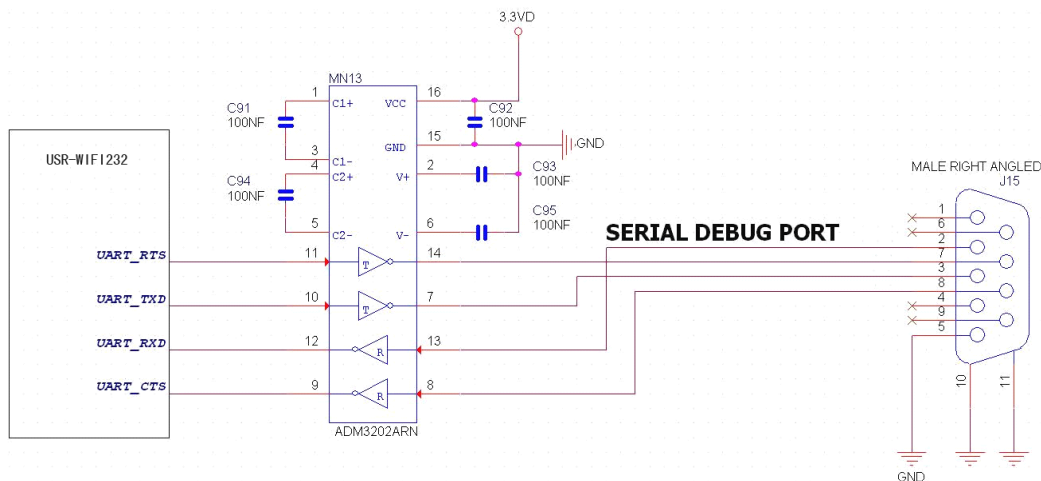 3.3VD
MN13
1 C1+ VCC 16
C91
100NF
C92
100NF
3 C1-
GND 15
GND
4 C2+
V+ 2
C93
100NF
C94
100NF
5 C2-
V- 6
C95
100NF
USR-WIFI232
UART_RTS 11 T 14
UART_TXD 10 T 7
UART_RXD 12 R 13
UART_CTS 9 R 8
ADM3202ARN
SERIAL DEBUG PORT
MALE RIGHT ANGLED
J15
1
6
2
7
3
8
4
9
5
10
11
GND